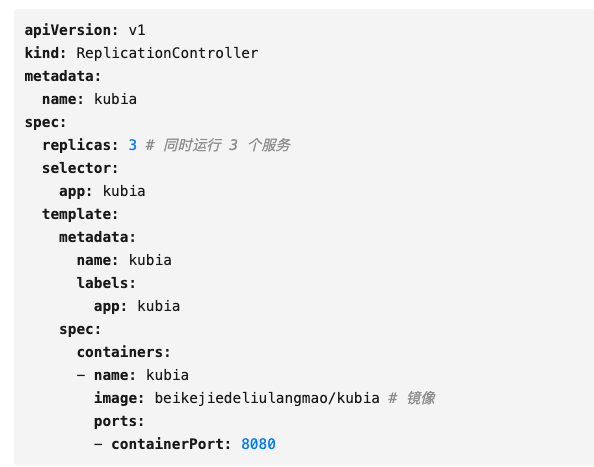 apiVersion: v1
kind: ReplicationController
metadata:
  name: kubia
spec:
  replicas: 3 # 同时运行 3 个服务
  selector:
    app: kubia
  template:
    metadata:
      name: kubia
      labels:
        app: kubia
    spec:
      containers:
      - name: kubia
        image: beikejiedeliulangmao/kubia # 镜像
        ports:
        - containerPort: 8080